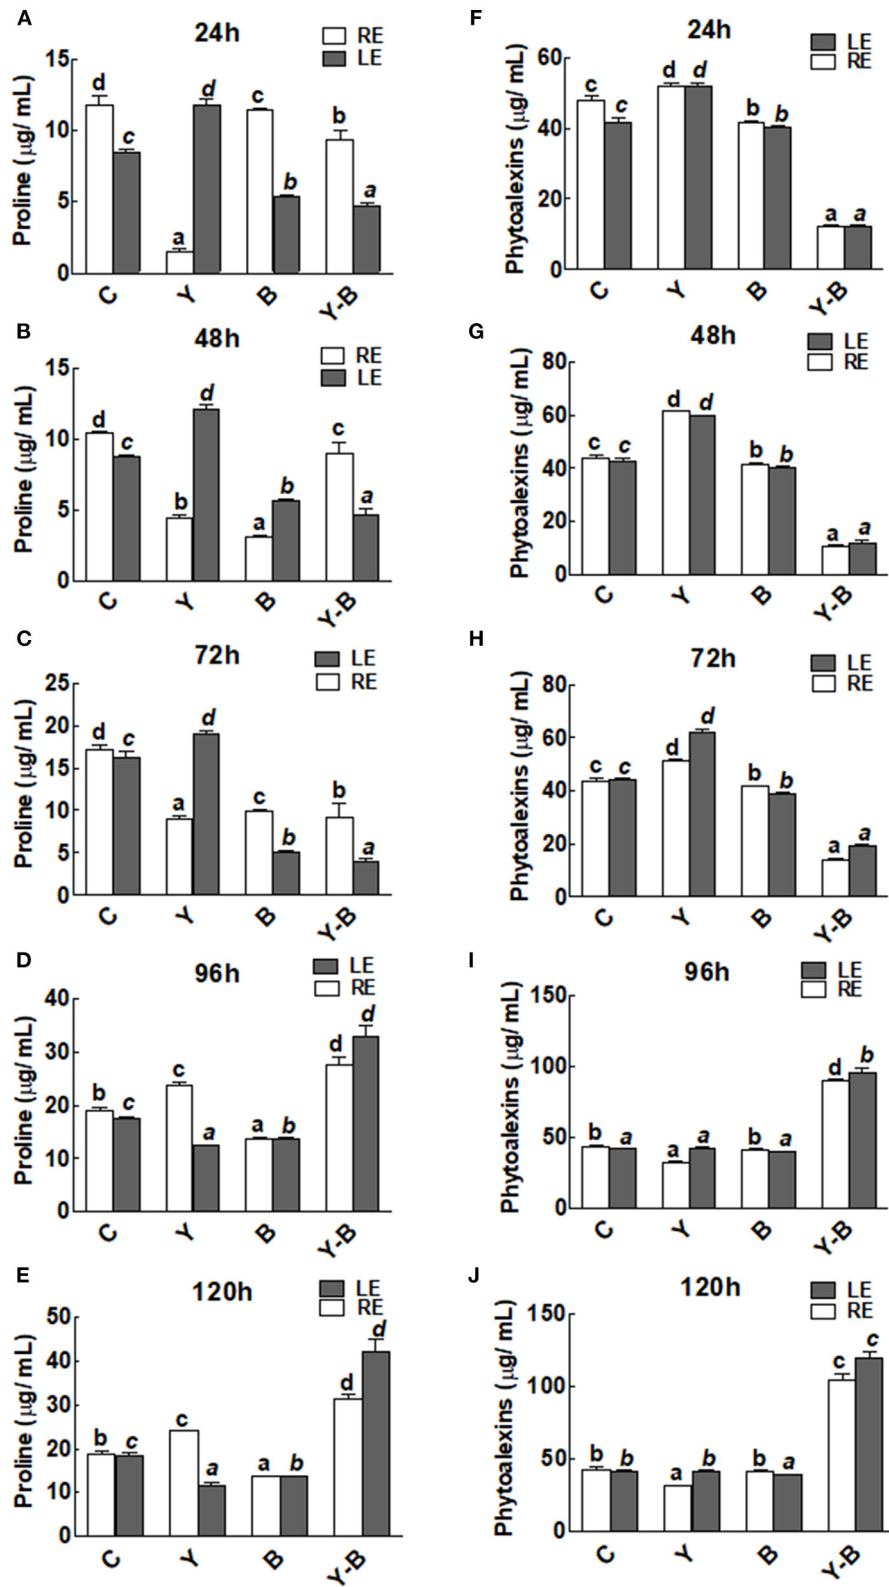 A
24h
RE
LE
Proline (µg/ mL)
15
10
5
0
d
c
a
d
c
b
b
a
C
Y
B
Y-B
F
24h
LE
RE
Phytoalexins (µg/ mL)
60
40
20
0
c
c
d
d
b
b
a
a
C
Y
B
Y-B
B
48h
RE
LE
Proline (µg/ mL)
15
10
5
0
d
c
b
d
a
b
c
a
C
Y
B
Y-B
G
48h
LE
RE
Phytoalexins (µg/ mL)
80
60
40
20
0
c
c
d
d
b
b
a
a
C
Y
B
Y-B
C
72h
LE
RE
Proline (µg/ mL)
25
20
15
10
5
0
d
c
a
d
c
b
b
a
C
Y
B
Y-B
H
72h
LE
RE
Phytoalexins (µg/ mL)
80
60
40
20
0
c
c
d
d
b
b
a
a
C
Y
B
Y-B
D
96h
LE
RE
Proline (µg/ mL)
40
30
20
10
0
b
c
c
a
a
b
d
d
C
Y
B
Y-B
I
96h
LE
RE
Phytoalexins (µg/ mL)
150
100
50
0
b
a
a
a
b
a
d
b
C
Y
B
Y-B
E
120h
LE
RE
Proline (µg/ mL)
50
40
30
20
10
0
b
c
c
a
a
b
d
d
C
Y
B
Y-B
J
120h
LE
RE
Phytoalexins (µg/ mL)
150
100
50
0
b
b
a
b
b
a
c
c
C
Y
B
Y-B